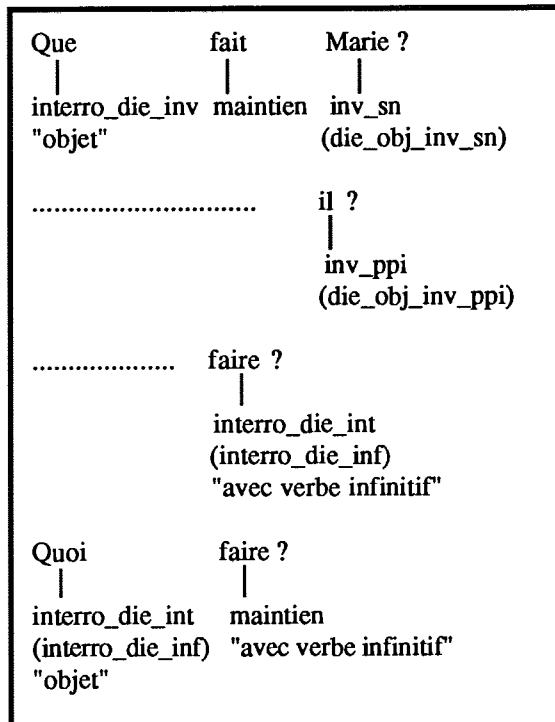 Que fait Marie ?
interro_die_inv maintien inv_sn
"objet" (die_obj_inv_sn)
............................... il ?
inv_ppi
(die_obj_inv_ppi)
.................... faire ?
interro_die_int
(interro_die_inf)
"avec verbe infinitif"
Quoi faire ?
interro_die_int maintien
(interro_die_inf) "avec verbe infinitif"
"objet"